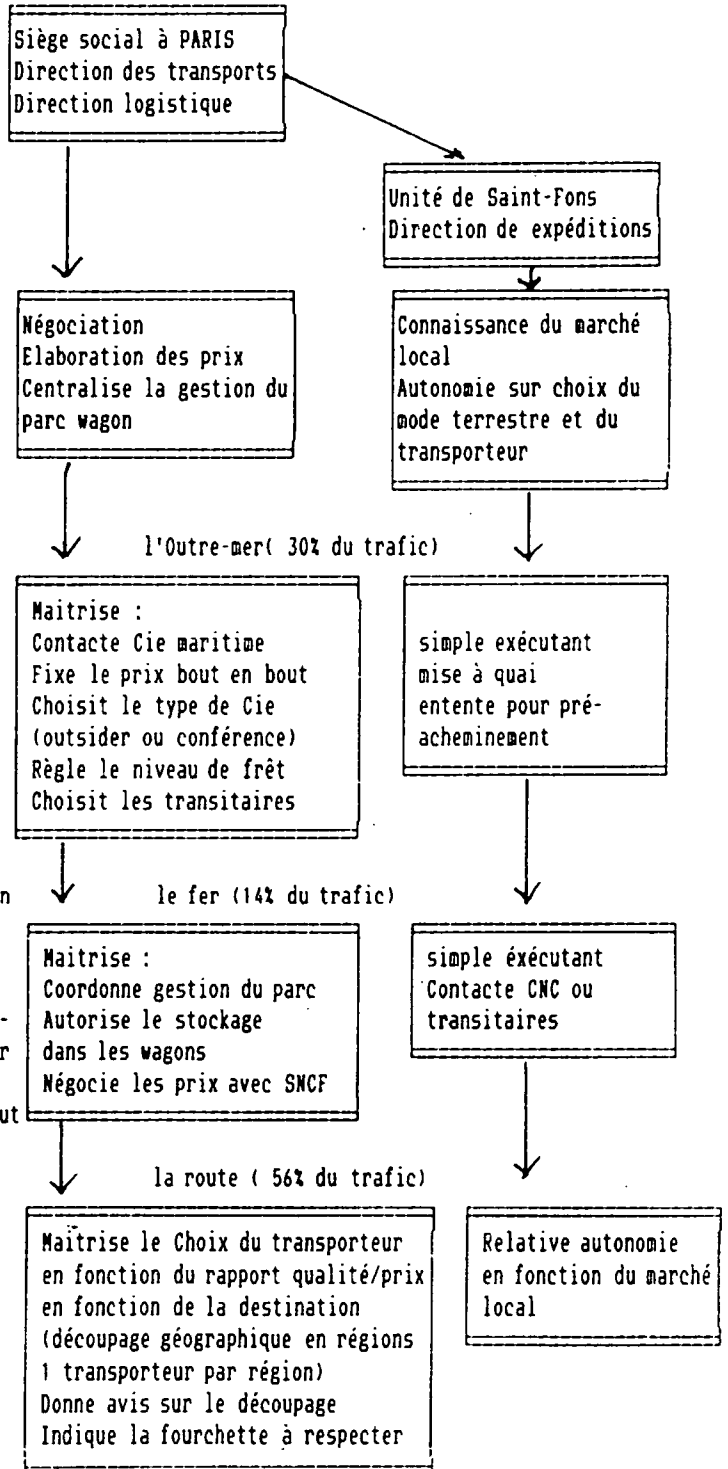 Siège social à PARIS
Direction des transports
Direction logistique
Unité de Saint-Fons
Direction de expéditions
Négociation
Elaboration des prix
Centralise la gestion du
parc wagon
Connaissance du marché
local
Autonomie sur choix du
mode terrestre et du
transporteur
l'Outre-mer( 30% du trafic)
Maitrise :
Contacte Cie maritime
Fixe le prix bout en bout
Choisit le type de Cie
(outsider ou conférence)
Règle le niveau de frêt
Choisit les transitaires
simple exécutant
mise à quai
entente pour pré-
acheminement
n
le fer (14% du trafic)
Maitrise :
Coordonne gestion du parc
Autorise le stockage
dans les wagons
Négocie les prix avec SNCF
-
r
ut
simple éxécutant
Contacte CNC ou
transitaires
la route ( 56% du trafic)
Maîtrise le Choix du transporteur
en fonction du rapport qualité/prix
en fonction de la destination
(découpage géographique en régions
1 transporteur par région)
Donne avis sur le découpage
Indique la fourchette à respecter
Relative autonomie
en fonction du marché
local